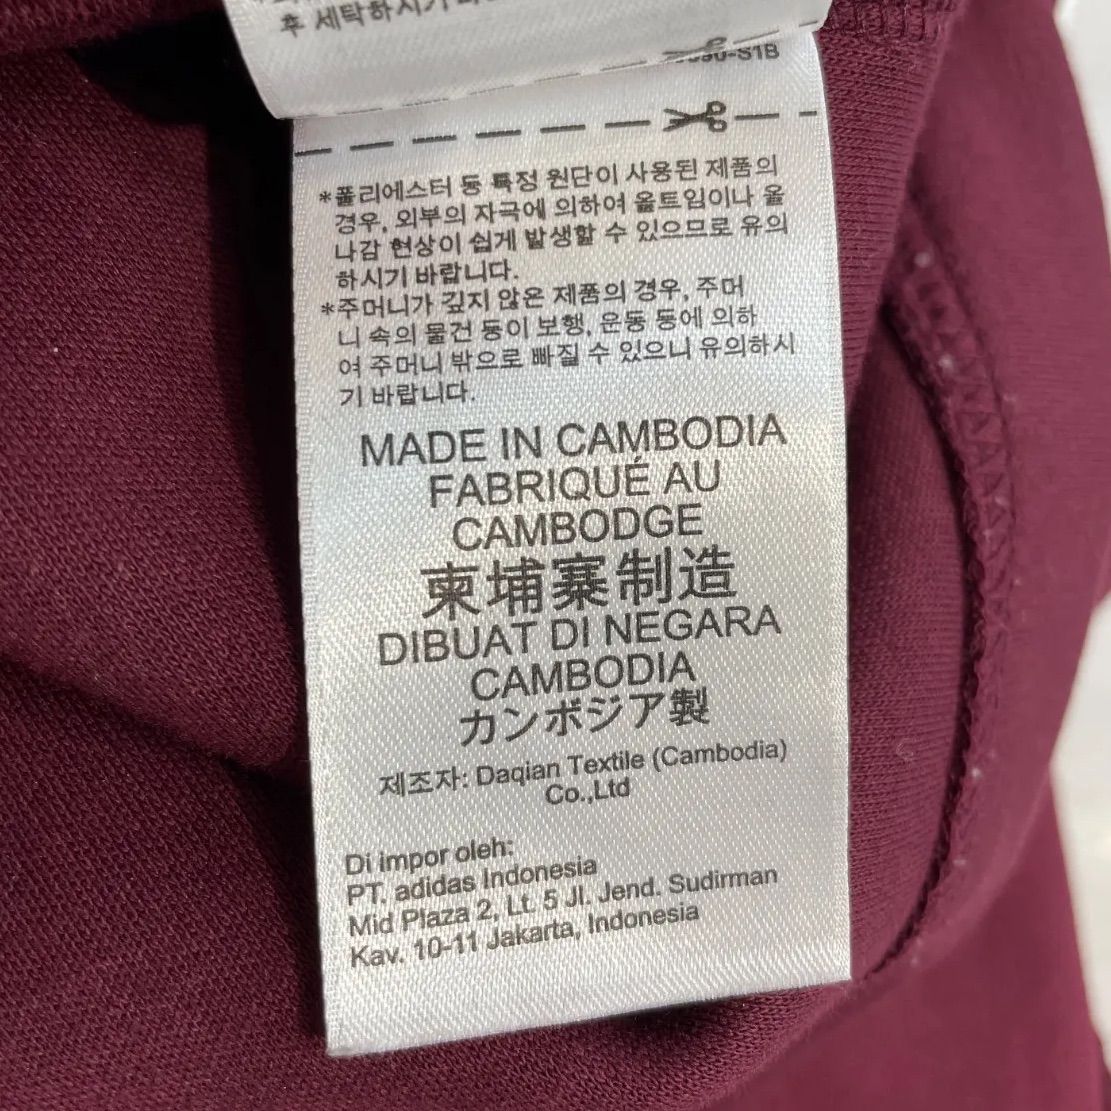 후 세탁하시기
-S1B
*폴리에스터 등 특정 원단이 사용된 제품의
경우, 외부의 자극에 의하여 올트임이나 올
나감 현상이 쉽게 발생할 수 있으므로 유의
하시기 바랍니다.
*주머니가 깊지 않은 제품의 경우, 주머
니 속의 물건 등이 보행, 운동 등에 의하
여 주머니 밖으로 빠질 수 있으니 유의하시
기 바랍니다.
MADE IN CAMBODIA
FABRIQUÉ AU
CAMBODGE
柬埔寨制造
DIBUAT DI NEGARA
CAMBODIA
カンボジア製
제조자: Daqian Textile (Cambodia)
Co.,Ltd
Di impor oleh:
PT. adidas Indonesia
Mid Plaza 2, Lt. 5 Jl. Jend. Sudirman
Kav. 10-11 Jakarta, Indonesia